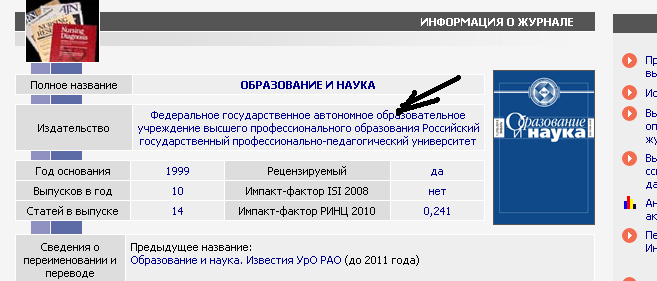 ИНФОРМАЦИЯ О ЖУРНАЛЕ
Nursing
Diagnosis
Полное название
ОБРАЗОВАНИЕ И НАУКА
Издательство
Федеральное государственное автономное образовательное
учреждение высшего профессионального образования Российский
государственный профессионально-педагогический университет
Образование
И наука
Год основания
1999
Рецензируемый
да
Выпусков в год
10
Импакт-фактор ISI 2008
нет
Статей в выпуске
14
Импакт-фактор РИНЦ 2010
0,241
Сведения о
переименовании и
переводе
Предыдущее название:
Образование и наука. Известия УрО РАО (до 2011 года)